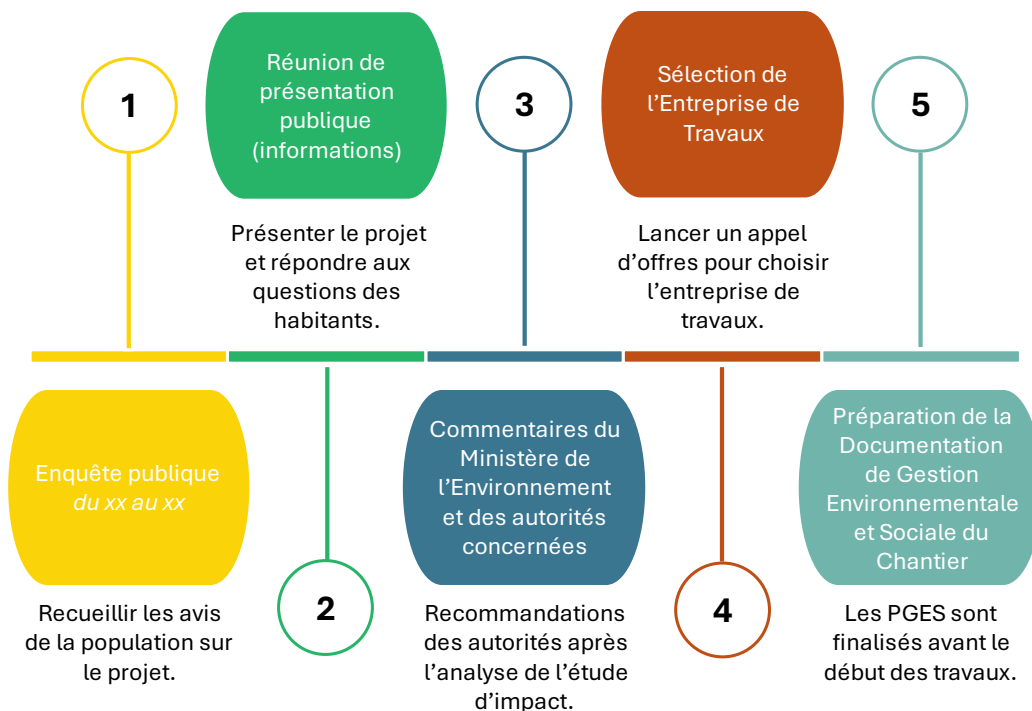 1
Enquête publique
du xx au xx
Recueillir les avis
de la population sur
le projet.
Réunion de
présentation
publique
(informations)
Présenter le projet
et répondre aux
questions des
habitants.
2
3
Commentaires du
Ministère de
l’Environnement
et des autorités
concernées
Recommandations
des autorités après
l’analyse de l’étude
d’impact.
Sélection de
l’Entreprise de
Travaux
Lancer un appel
d’offres pour choisir
l’entreprise de
travaux.
4
5
Préparation de la
Documentation
de Gestion
Environnementale
et Sociale du
Chantier
Les PGES sont
finalisés avant le
début des travaux.